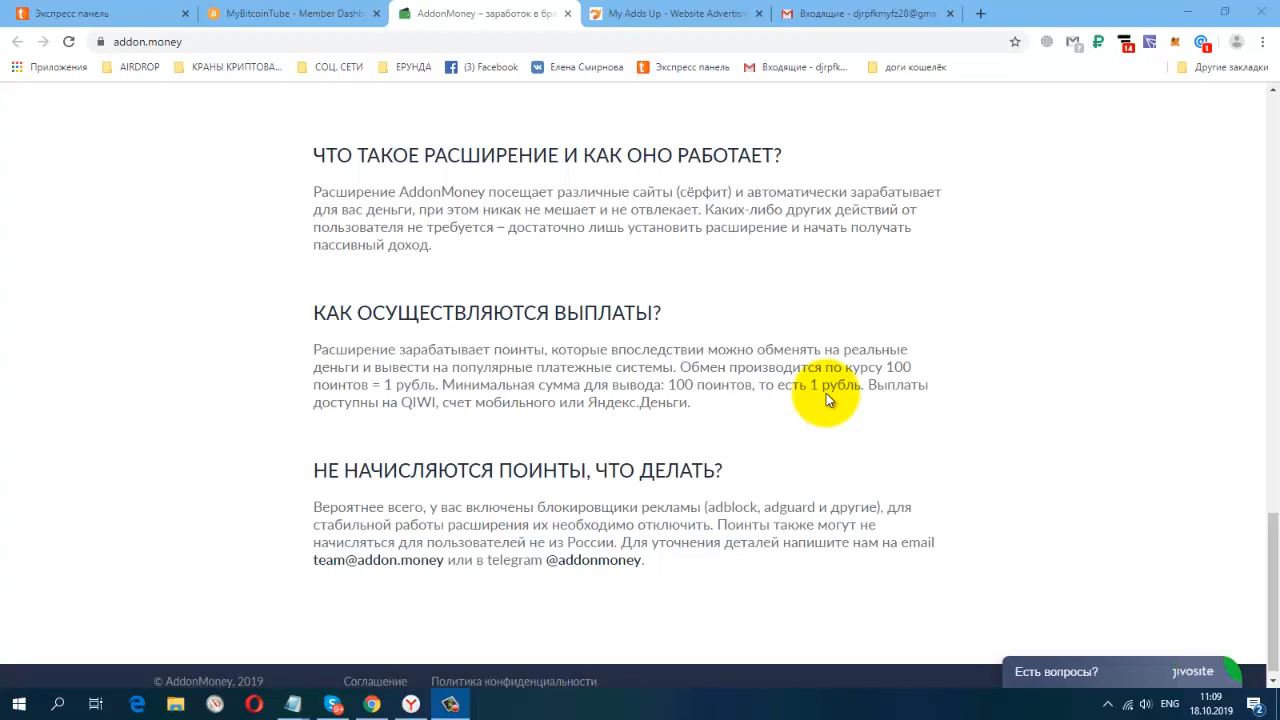 Экспресс панель
MyBitcoinTube - Member Dashb
AddonMoney – заработок в бра
My Adds Up - Website Advertisin
Входящие - djrpfkmyfz28@gma
addon.money
14
1
Приложения
AIRDROP
КРАНЫ КРИПТОВА...
СОЦ. СЕТИ
ЕРУНДА
(3) Facebook
Елена Смирнова
Экспресс панель
Входящие - djrpfk...
доги кошелёк
Другие закладки
ЧТО ТАКОЕ РАСШИРЕНИЕ И КАК ОНО РАБОТАЕТ?
Расширение AddonMoney посещает различные сайты (сёрфит) и автоматически зарабатывает
для вас деньги, при этом никак не мешает и не отвлекает. Каких-либо других действий от
пользователя не требуется – достаточно лишь установить расширение и начать получать
пассивный доход.
КАК ОСУЩЕСТВЛЯЮТСЯ ВЫПЛАТЫ?
Расширение зарабатывает поинты, которые впоследствии можно обменять на реальные
деньги и вывести на популярные платежные системы. Обмен производится по курсу 100
поинтов = 1 рубль. Минимальная сумма для вывода: 100 поинтов, то есть 1 рубль. Выплаты
доступны на QIWI, счет мобильного или Яндекс.Деньги.
НЕ НАЧИСЛЯЮТСЯ ПОИНТЫ, ЧТО ДЕЛАТЬ?
Вероятнее всего, у вас включены блокировщики рекламы (adblock, adguard и другие), для
стабильной работы расширения их необходимо отключить. Поинты также могут не
начисляться для пользователей не из России. Для уточнения деталей напишите нам на email
team@addon.money или в telegram @addonmoney.
© AddonMoney, 2019
Соглашение
Политика конфиденциальности
Есть вопросы?
jivosite
ENG
11:09
18.10.2019
2